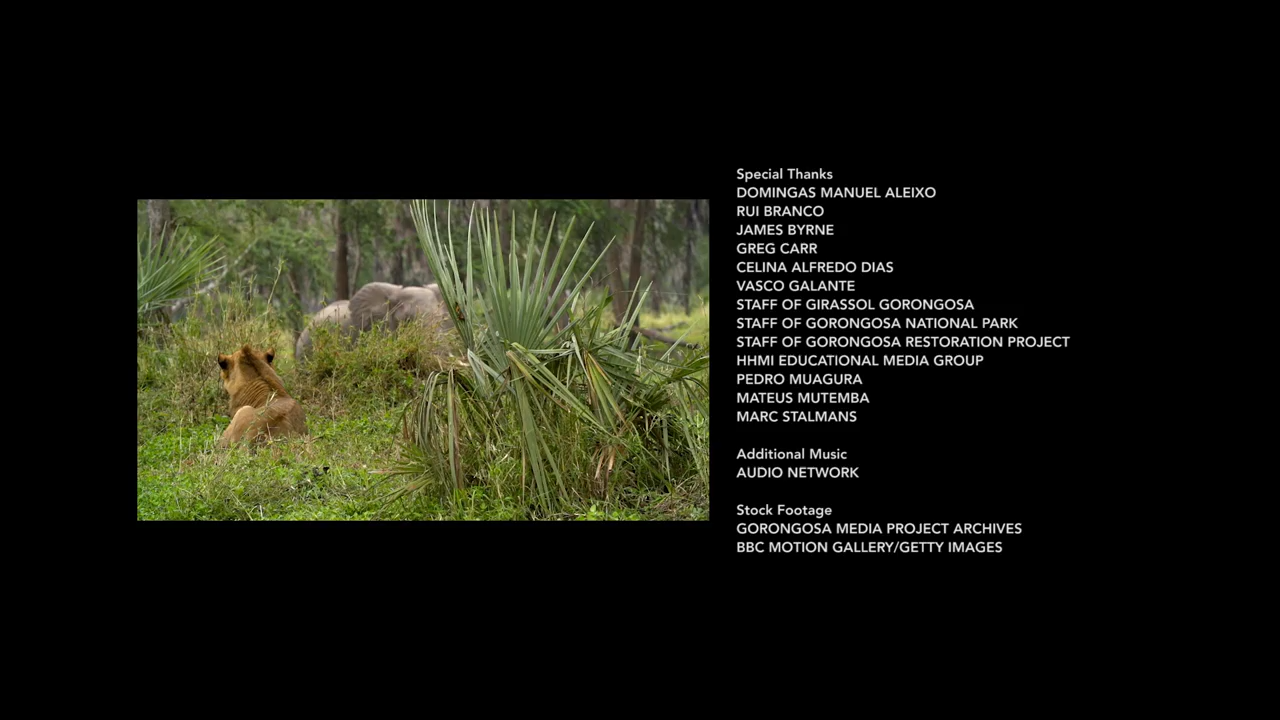 Special Thanks
DOMINGAS MANUEL ALEIXO
RUI BRANCO
JAMES BYRNE
GREG CARR
CELINA ALFREDO DIAS
VASCO GALANTE
STAFF OF GIRASSOL GORONGOSA
STAFF OF GORONGOSA NATIONAL PARK
STAFF OF GORONGOSA RESTORATION PROJECT
HHMI EDUCATIONAL MEDIA GROUP
PEDRO MUAGURA
MATEUS MUTEMBA
MARC STALMANS
Additional Music
AUDIO NETWORK
Stock Footage
GORONGOSA MEDIA PROJECT ARCHIVES
BBC MOTION GALLERY/GETTY IMAGES